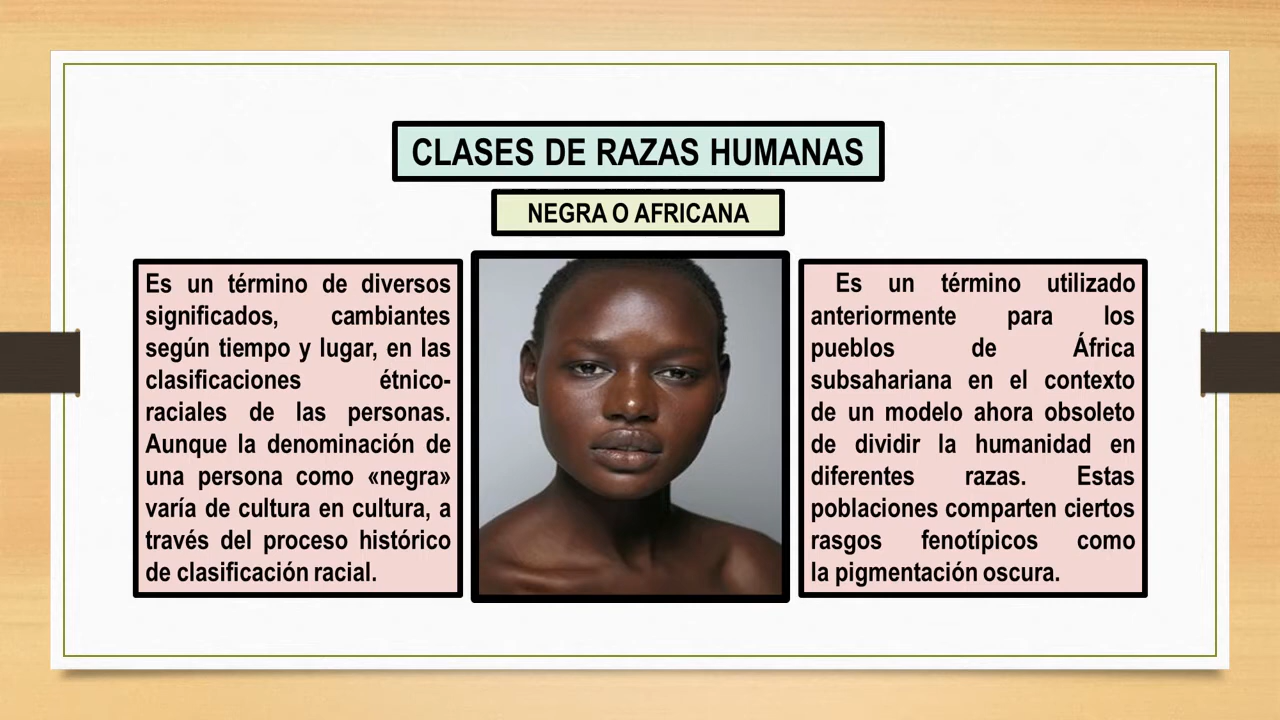 CLASES DE RAZAS HUMANAS
NEGRA O AFRICANA
Es un término de diversos
significados, cambiantes
según tiempo y lugar, en las
clasificaciones étnico-
raciales de las personas.
Aunque la denominación de
una persona como «negra»
varía de cultura en cultura, a
través del proceso histórico
de clasificación racial.
Es un término utilizado
anteriormente para los
pueblos de África
subsahariana en el contexto
de un modelo ahora obsoleto
de dividir la humanidad en
diferentes razas. Estas
poblaciones comparten ciertos
rasgos fenotípicos como
la pigmentación oscura.